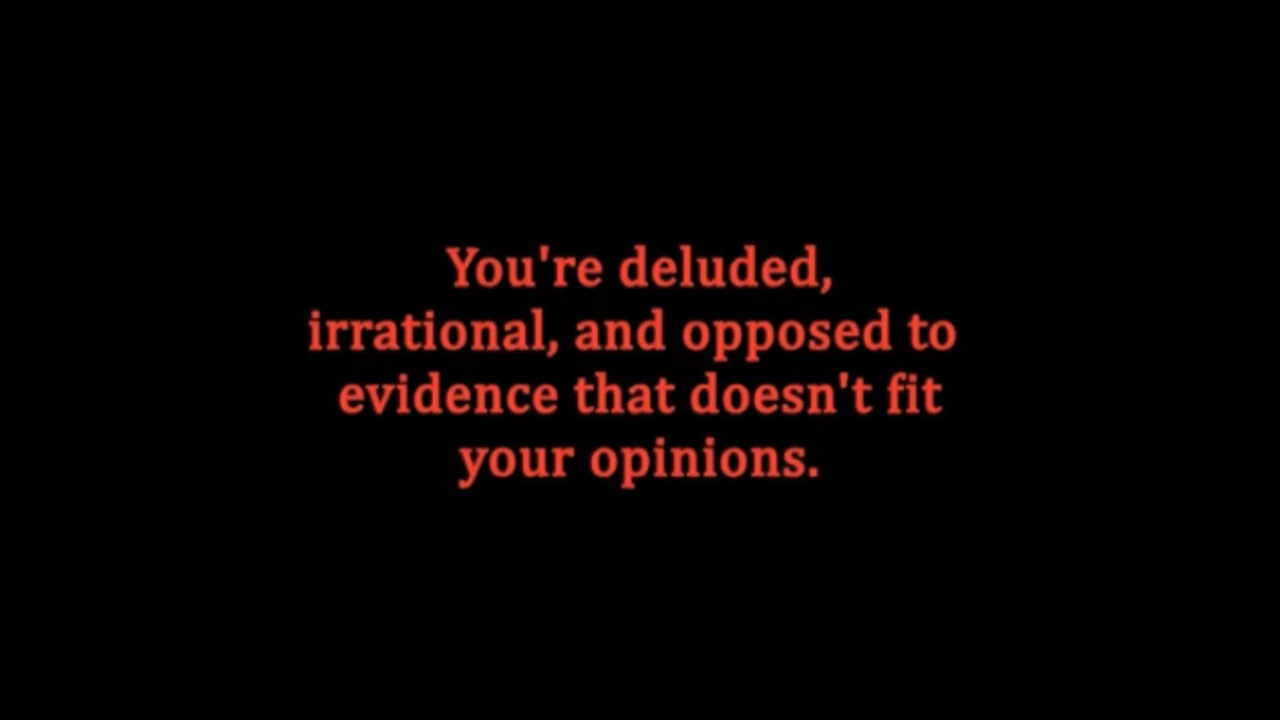 You're deluded,
irrational, and opposed to
evidence that doesn't fit
your opinions.